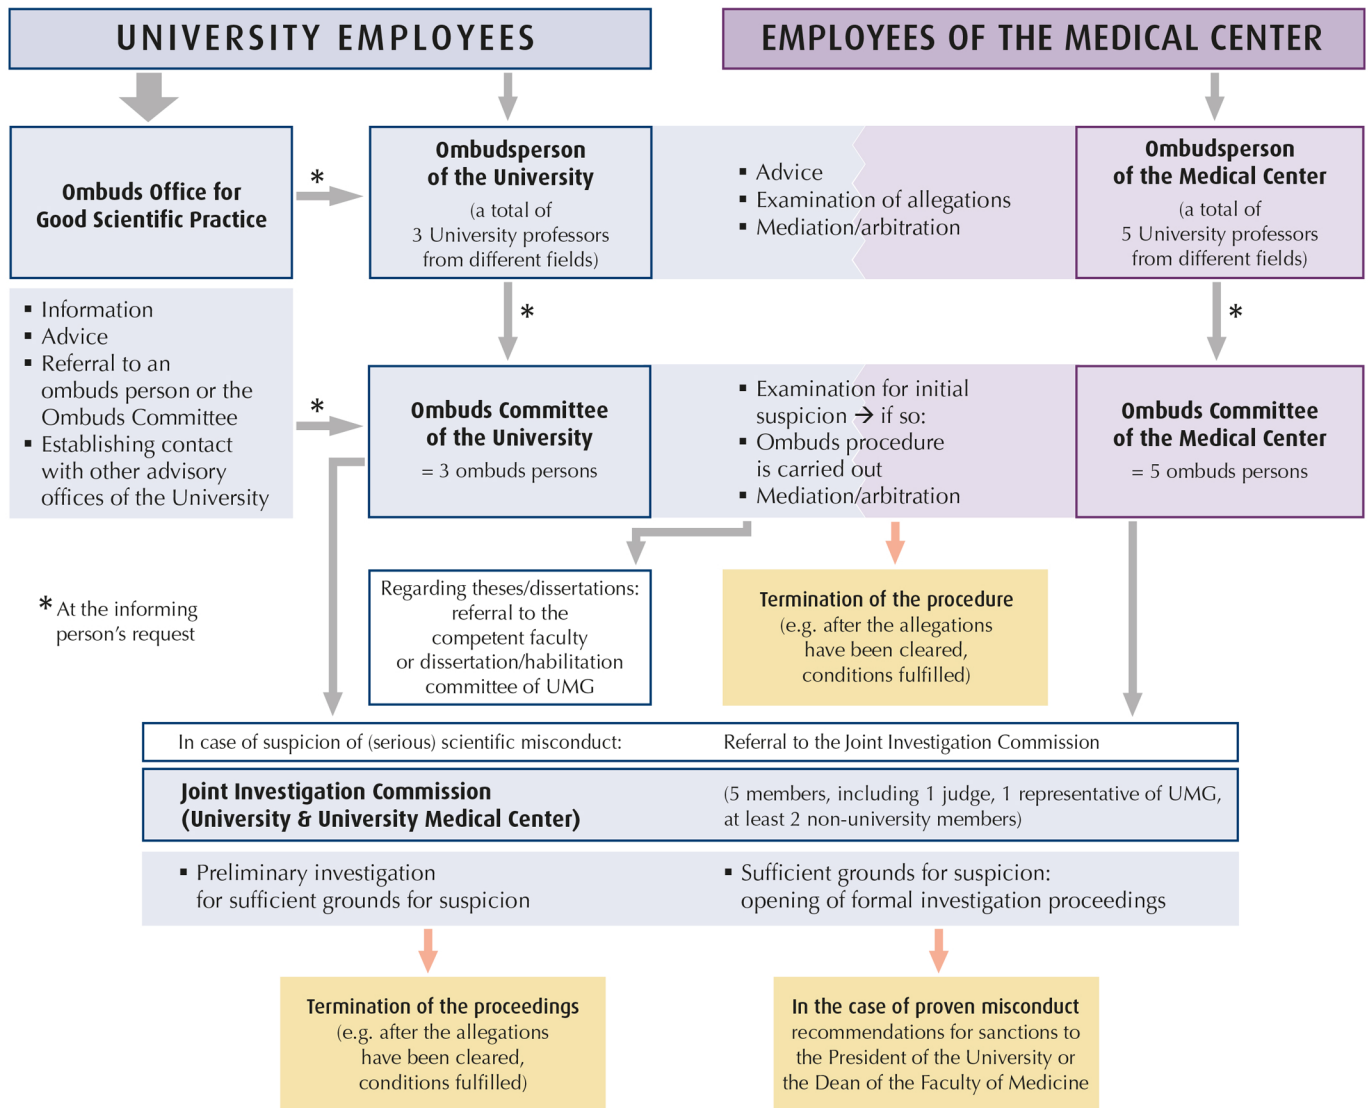 UNIVERSITY EMPLOYEES
EMPLOYEES OF THE MEDICAL CENTER
Ombuds Office for
Good Scientific Practice
*
Ombudsperson
of the University
(a total of
3 University professors
from different fields)
▪ Advice
▪ Examination of allegations
▪ Mediation/arbitration
Ombudsperson
of the Medical Center
(a total of
5 University professors
from different fields)
▪ Information
▪ Advice
▪ Referral to an
ombuds person or the
Ombuds Committee
▪ Establishing contact
with other advisory
offices of the University
*
*
*
Ombuds Committee
of the University
= 3 ombuds persons
▪ Examination for initial
suspicion → if so:
▪ Ombuds procedure
is carried out
▪ Mediation/arbitration
Ombuds Committee
of the Medical Center
= 5 ombuds persons
* At the informing
person's request
Regarding theses/dissertations:
referral to the
competent faculty
or dissertation/habilitation
committee of UMG
Termination of the procedure
(e.g. after the allegations
have been cleared,
conditions fulfilled)
In case of suspicion of (serious) scientific misconduct:
Referral to the Joint Investigation Commission
Joint Investigation Commission
(University & University Medical Center)
(5 members, including 1 judge, 1 representative of UMG,
at least 2 non-university members)
▪ Preliminary investigation
for sufficient grounds for suspicion
▪ Sufficient grounds for suspicion:
opening of formal investigation proceedings
Termination of the proceedings
(e.g. after the allegations
have been cleared,
conditions fulfilled)
In the case of proven misconduct
recommendations for sanctions to
the President of the University or
the Dean of the Faculty of Medicine